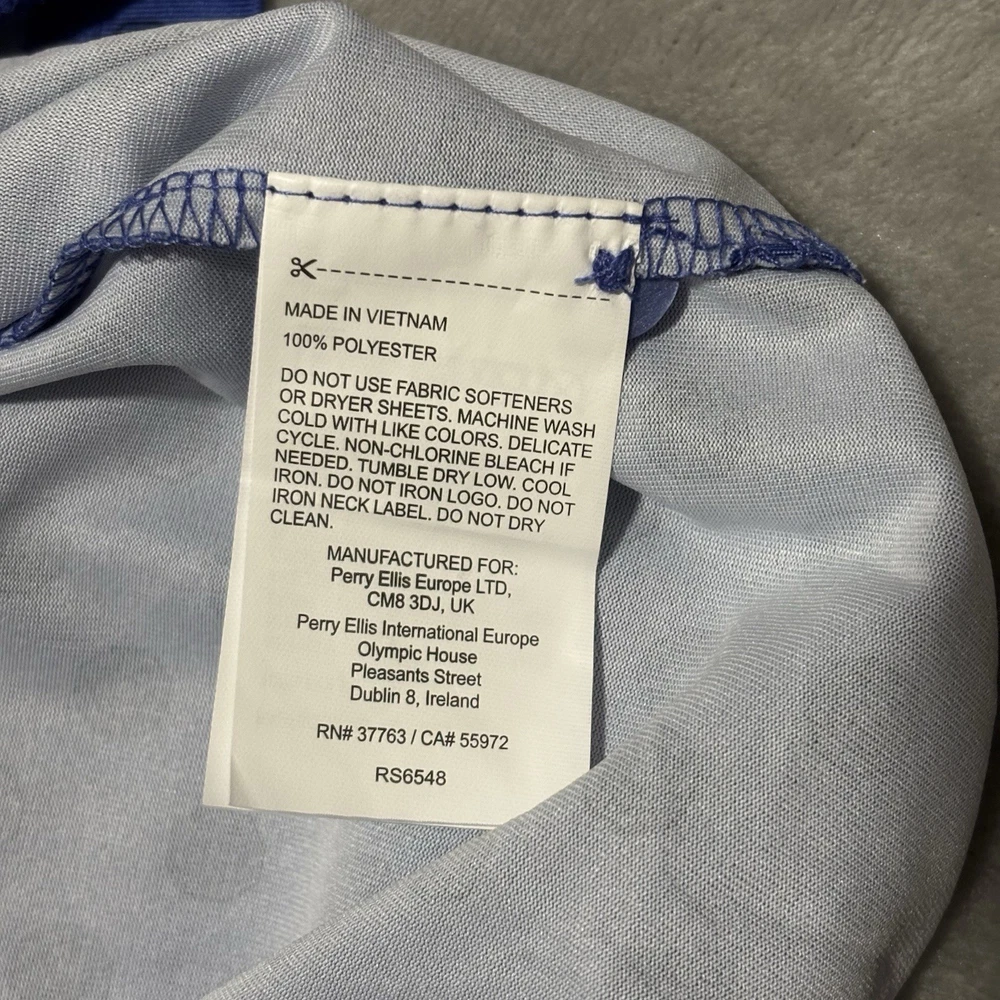 MADE IN VIETNAM
100% POLYESTER
DO NOT USE FABRIC SOFTENERS
OR DRYER SHEETS. MACHINE WASH
COLD WITH LIKE COLORS. DELICATE
CYCLE. NON-CHLORINE BLEACH IF
NEEDED. TUMBLE DRY LOW. COOL
IRON. DO NOT IRON LOGO. DO NOT
IRON NECK LABEL. DO NOT DRY
CLEAN.
MANUFACTURED FOR:
Perry Ellis Europe LTD,
CM8 3DJ, UK
Perry Ellis International Europe
Olympic House
Pleasants Street
Dublin 8, Ireland
RN# 37763 / CA# 55972
RS6548